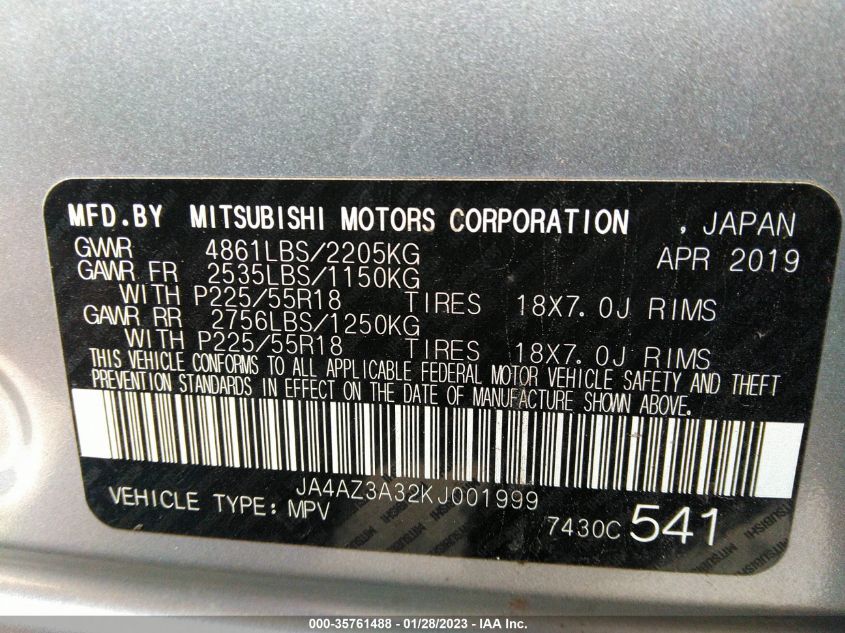 MFD.BY MITSUBISHI MOTORS CORPORATION , JAPAN
GVWR 4861LBS/2205KG APR 2019
GAWR FR 2535LBS/1150KG
WITH P225/55R18 TIRES 18X7.0J RIMS
GAWR RR 2756LBS/1250KG
WITH P225/55R18 TIRES 18X7.0J RIMS
THIS VEHICLE CONFORMS TO ALL APPLICABLE FEDERAL MOTOR VEHICLE SAFETY AND THEFT
PREVENTION STANDARDS IN EFFECT ON THE DATE OF MANUFACTURE SHOWN ABOVE.
JA4AZ3A32KJ001999
VEHICLE TYPE: MPV
7430C 541
000-35761488 - 01/28/2023 - IAA Inc.